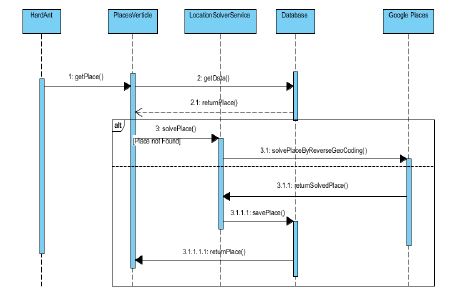 HerdAnt
PlacesVerticle
LocationSolverService
Database
Google Places
1: getPlace()
2: getData()
2.1: returnPlace()
alt
3: solvePlace()
[Place not Found]
3.1: solvePlaceByReverseGeoCoding()
3.1.1: returnSolvedPlace()
3.1.1.1: savePlace()
3.1.1.1.1: returnPlace()